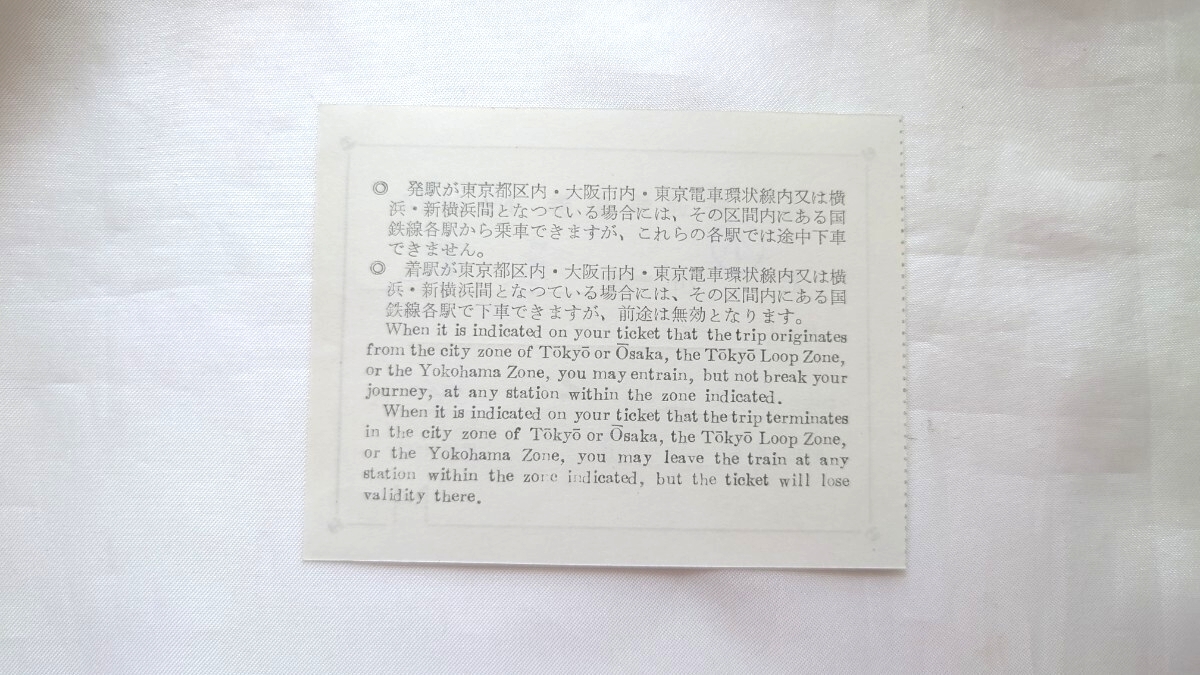 ◎　発駅が東京都区内・大阪市内・東京電車環状線内又は横
浜・新横浜間となつている場合には、その区間内にある国
鉄線各駅から乗車できますが、これらの各駅では途中下車
できません。
◎　着駅が東京都区内・大阪市内・東京電車環状線内又は横
浜・新横浜間となつている場合には、その区間内にある国
鉄線各駅で下車できますが、前途は無効となります。
When it is indicated on your ticket that the trip originates
from the city zone of Tōkyō or Ōsaka, the Tōkyō Loop Zone,
or the Yokohama Zone, you may entrain, but not break your
journey, at any station within the zone indicated.
When it is indicated on your ticket that the trip terminates
in the city zone of Tōkyō or Ōsaka, the Tōkyō Loop Zone,
or the Yokohama Zone, you may leave the train at any
station within the zone indicated, but the ticket will lose
validity there.